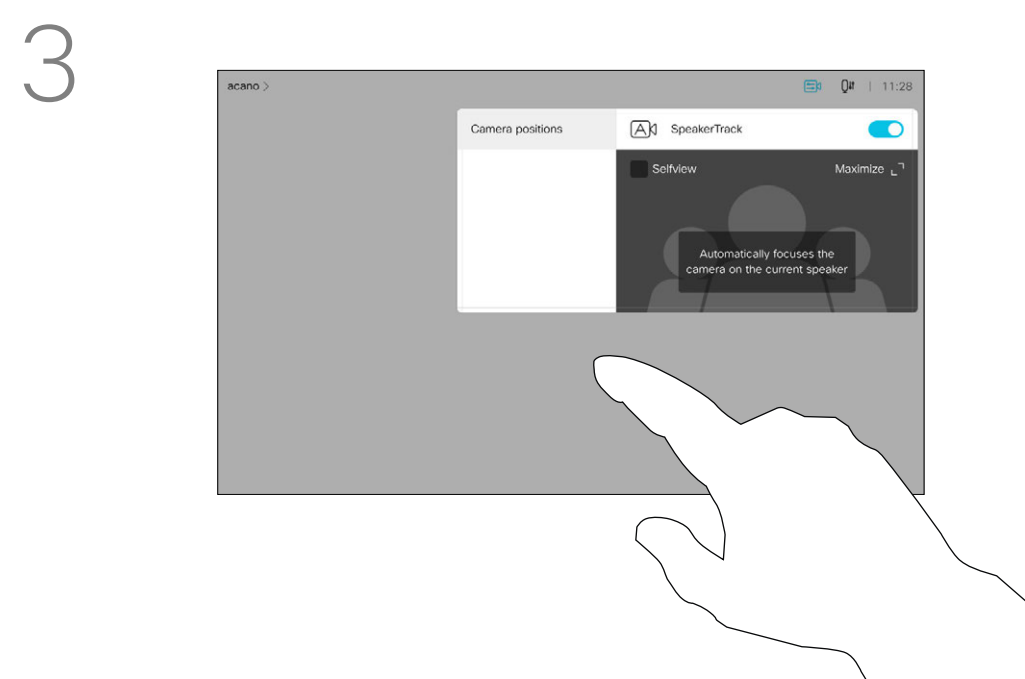 3
acano >
| 11:28
Camera positions
A SpeakerTrack
Selfview
Maximize
Automatically focuses the
camera on the current speaker